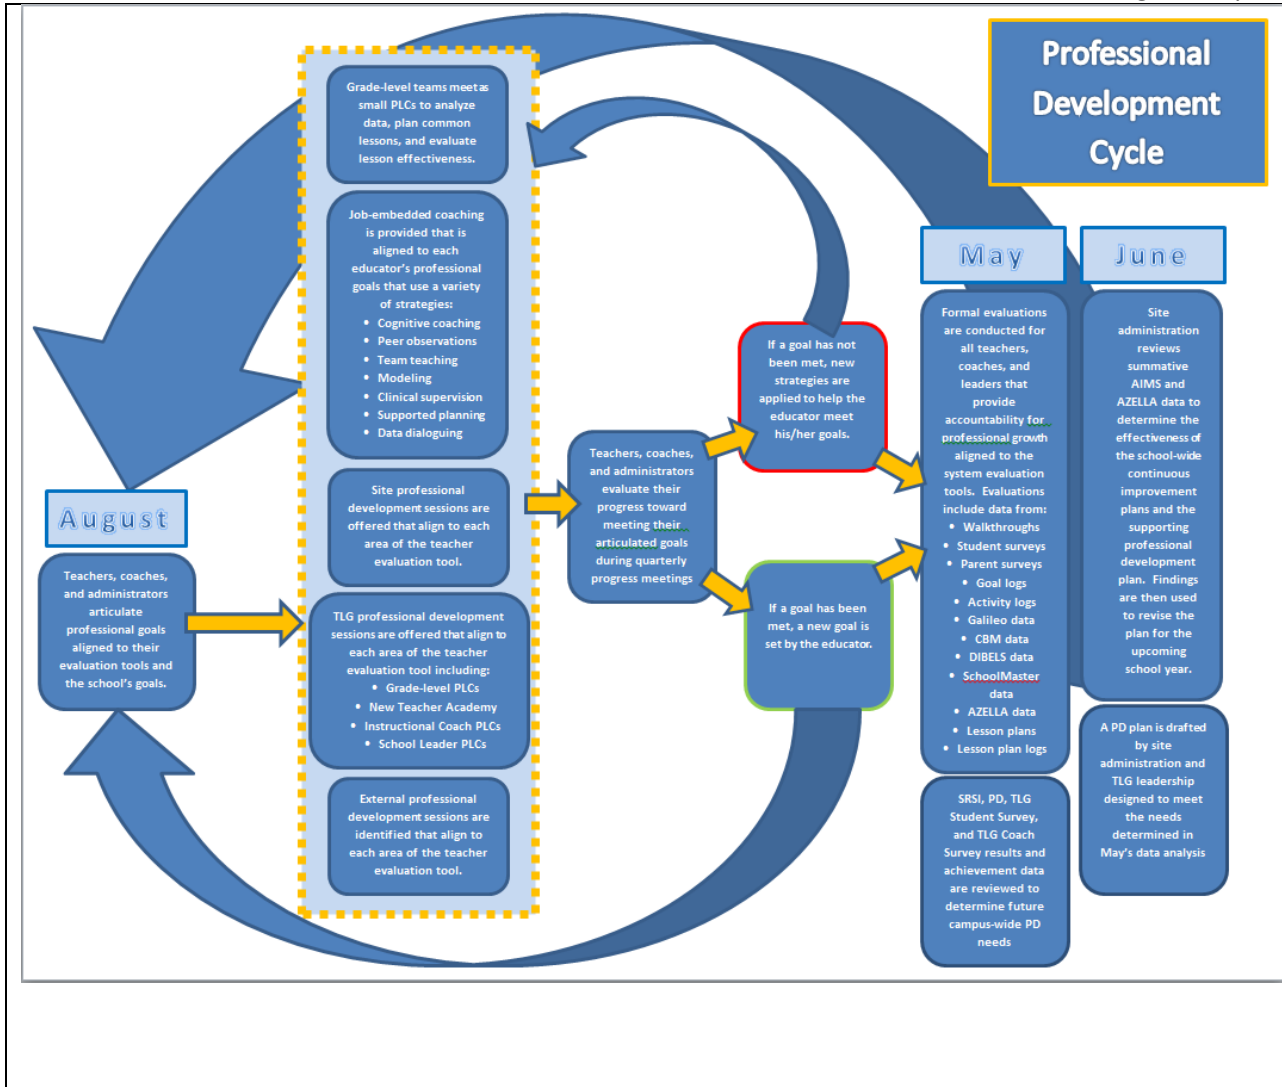 Professional
Development
Cycle
Grade-level teams meet as
small PLCs to analyze
data, plan common
lessons, and evaluate
lesson effectiveness.
Job-embedded coaching
is provided that is
aligned to each
educator's professional
goals that use a variety
of strategies:
• Cognitive coaching
• Peer observations
• Team teaching
• Modeling
• Clinical supervision
• Supported planning
• Data dialoguing
Site professional
development sessions are
offered that align to each
area of the teacher
evaluation tool.
TLG professional development
sessions are offered that align to
each area of the teacher
evaluation tool including:
• Grade-level PLCs
• New Teacher Academy
• Instructional Coach PLCs
• School Leader PLCs
External professional
development sessions are
identified that align to
each area of the teacher
evaluation tool.
August
Teachers, coaches,
and administrators
articulate
professional goals
aligned to their
evaluation tools and
the school's goals.
Teachers, coaches,
and administrators
evaluate their
progress toward
meeting their
articulated goals
during quarterly
progress meetings
If a goal has not
been met, new
strategies are
applied to help the
educator meet
his/her goals.
If a goal has been
met, a new goal is
set by the educator.
May
Formal evaluations
are conducted for
all teachers,
coaches, and
leaders that
provide
accountability for
professional growth
aligned to the
system evaluation
tools. Evaluations
include data from:
• Walkthroughs
• Student surveys
• Parent surveys
• Goal logs
• Activity logs
• Galileo data
• CBM data
• DIBELS data
• SchoolMaster
data
• AZELLA data
• Lesson plans
• Lesson plan logs
SRSI, PD, TLG
Student Survey,
and TLG Coach
Survey results and
achievement data
are reviewed to
determine future
campus-wide PD
needs
June
Site
administration
reviews
summative
AIMS and
AZELLA data to
determine the
effectiveness of
the school-wide
continuous
improvement
plans and the
supporting
professional
development
plan. Findings
are then used
to revise the
plan for the
upcoming
school year.
A PD plan is drafted
by site
administration and
TLG leadership
designed to meet
the needs
determined in
May's data analysis